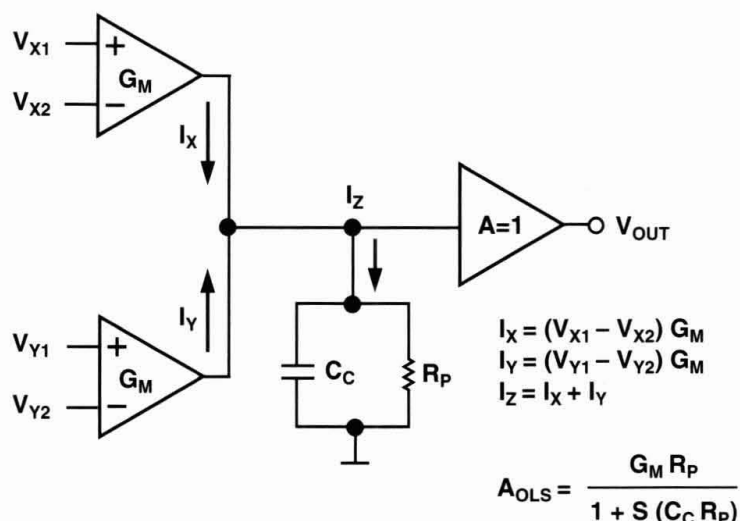 V_X1
+
G_M
V_X2
−
I_X
I_Z
A=1
V_OUT
I_Y
V_Y1
+
G_M
V_Y2
−
C_C
R_P
I_X = (V_X1 – V_X2) G_M
I_Y = (V_Y1 – V_Y2) G_M
I_Z = I_X + I_Y
A_OLS = G_M R_P / 1 + S (C_C R_P)